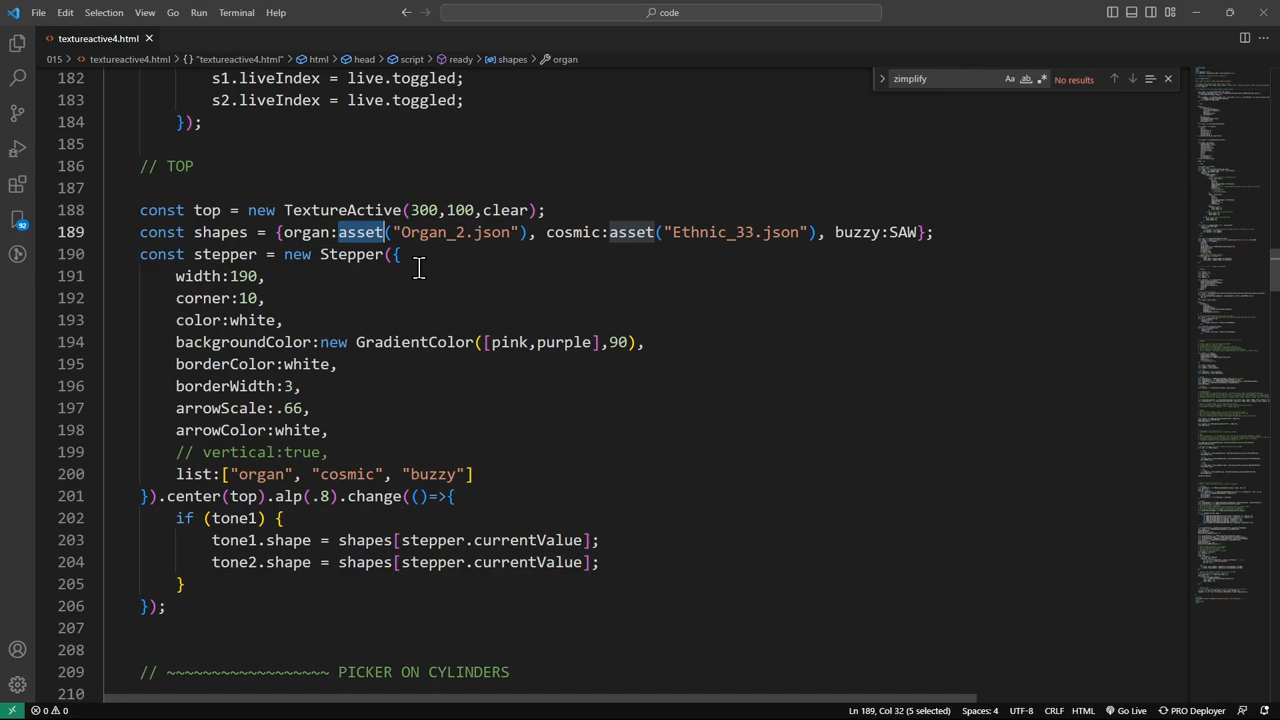 File Edit Selection View Go Run Terminal Help
code
textureactive4.html
015 textureactive4.html "textureactive4.html" html head script ready shapes organ
zimplify Aa ab No results
182 s1.liveIndex = live.toggled;
183 s2.liveIndex = live.toggled;
184 });
185
186 // TOP
187
188 const top = new TextureActive(300,100,clear);
189 const shapes = {organ:asset("Organ_2.json"), cosmic:asset("Ethnic_33.json"), buzzy:SAW};
190 const stepper = new Stepper({
191 width:190,
192 corner:10,
193 color:white,
194 backgroundColor:new GradientColor([pink,purple],90),
195 borderColor:white,
196 borderWidth:3,
197 arrowScale:.66,
198 arrowColor:white,
199 // vertical:true,
200 list:["organ", "cosmic", "buzzy"]
201 }).center(top).alp(.8).change(()=>{
202 if (tone1) {
203 tone1.shape = shapes[stepper.currentValue];
204 tone2.shape = shapes[stepper.currentValue];
205 }
206 });
207
208
209 // ~~~~~~~~~~~~~~~~~~ PICKER ON CYLINDERS
210
92
0 0 Ln 189, Col 32 (5 selected) Spaces: 4 UTF-8 CRLF HTML Go Live PRO Deployer